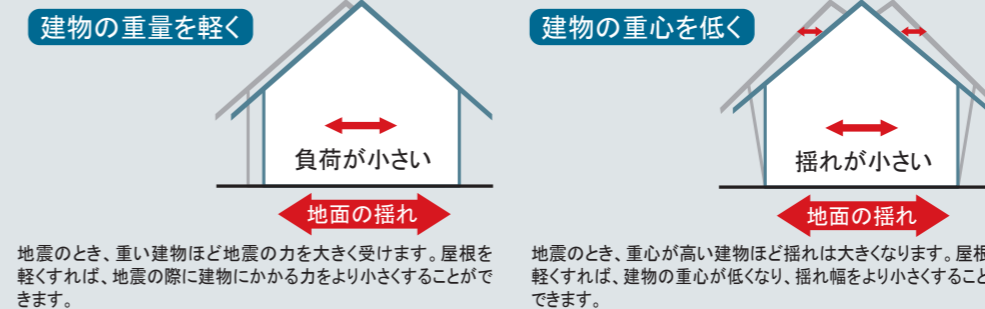 建物の重量を軽く
負荷が小さい
地面の揺れ
地震のとき、重い建物ほど地震の力を大きく受けます。屋根を
軽くすれば、地震の際に建物にかかる力をより小さくすることがで
きます。
建物の重心を低く
揺れが小さい
地面の揺れ
地震のとき、重心が高い建物ほど揺れは大きくなります。屋根
軽くすれば、建物の重心が低くなり、揺れ幅をより小さくすること
できます。